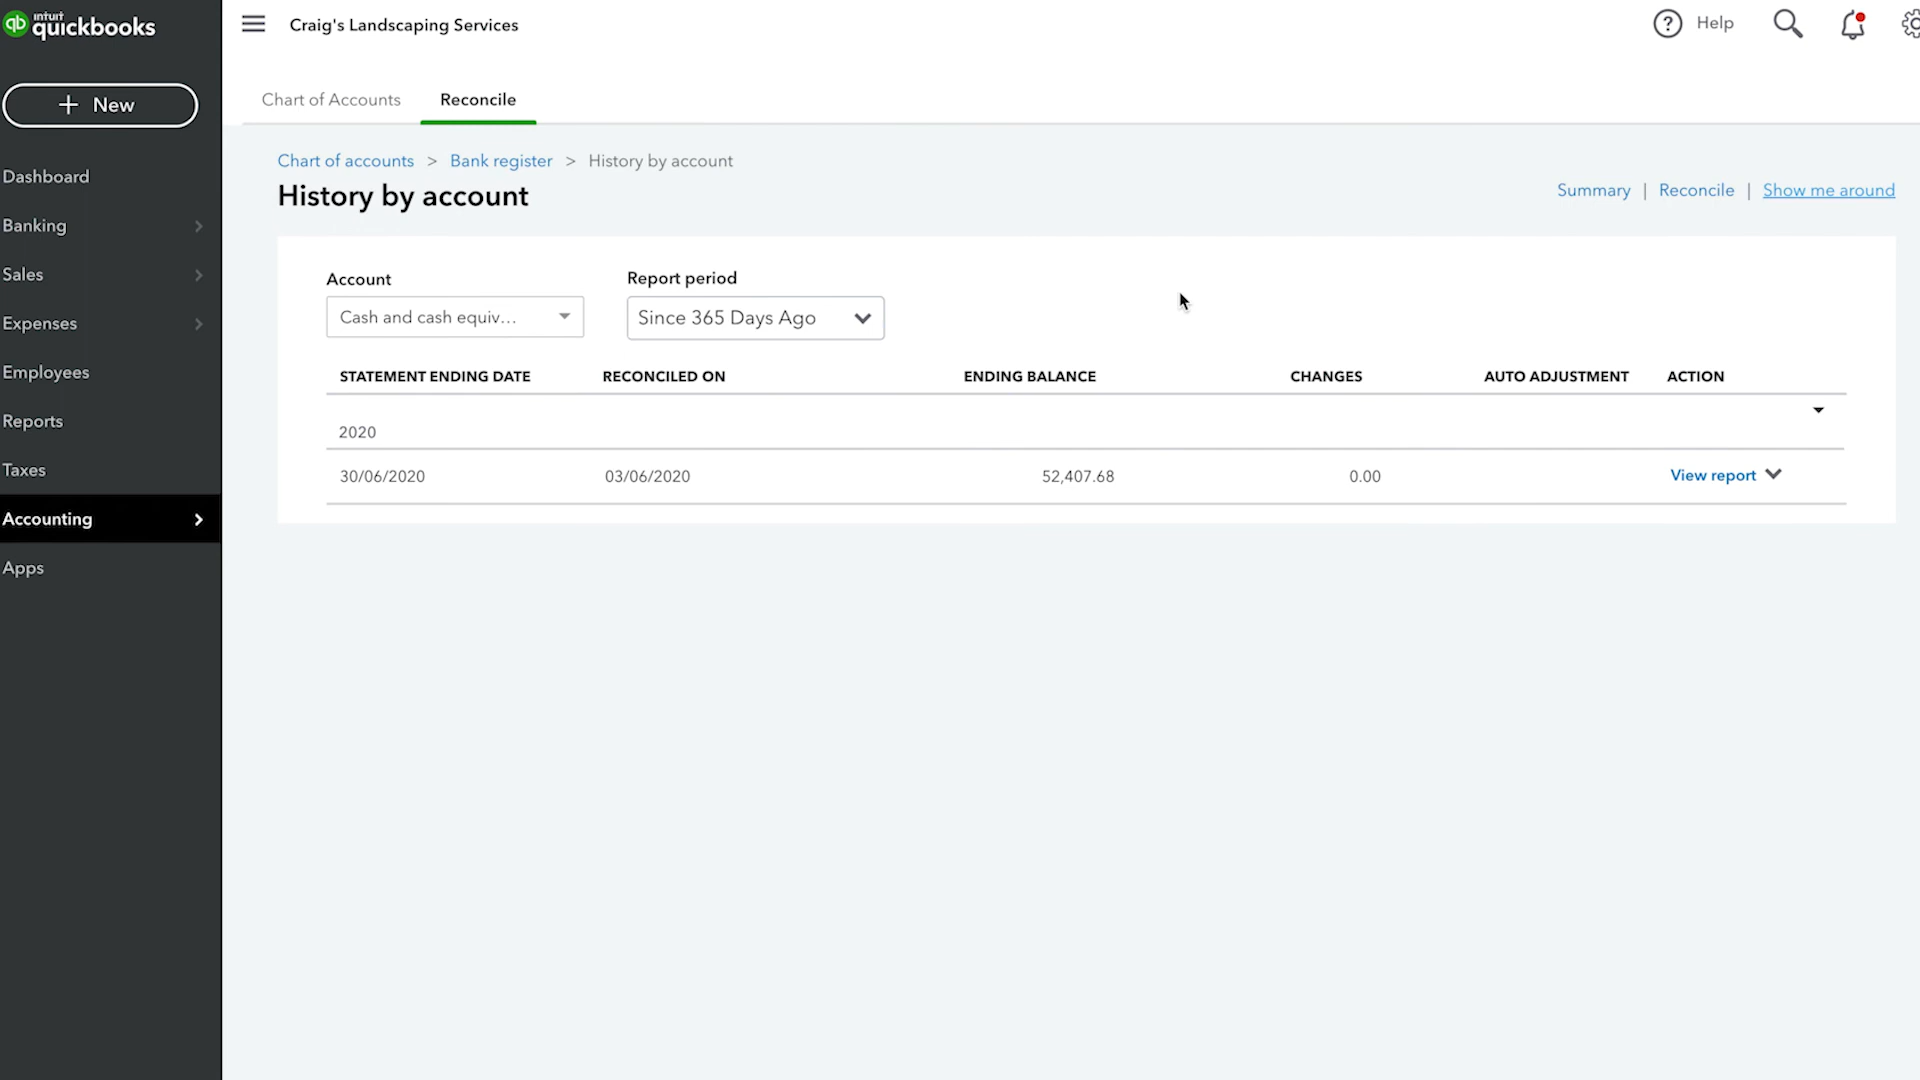 intuit
quickbooks
Craig's Landscaping Services
Help
+ New
Chart of Accounts
Reconcile
Dashboard
Banking
Sales
Expenses
Employees
Reports
Taxes
Accounting
Apps
Chart of accounts > Bank register > History by account
History by account
Summary | Reconcile | Show me around
Account
Report period
Cash and cash equiv...
Since 365 Days Ago
STATEMENT ENDING DATE RECONCILED ON ENDING BALANCE CHANGES AUTO ADJUSTMENT ACTION
2020
30/06/2020 03/06/2020 52,407.68 0.00 View report